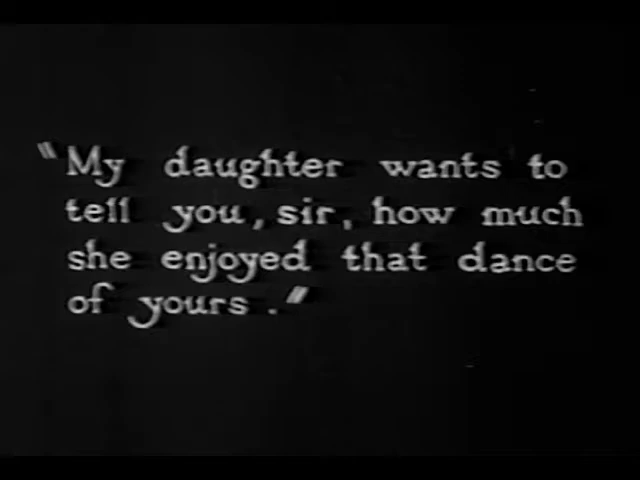 "My daughter wants to
tell you, sir, how much
she enjoyed that dance
of yours."